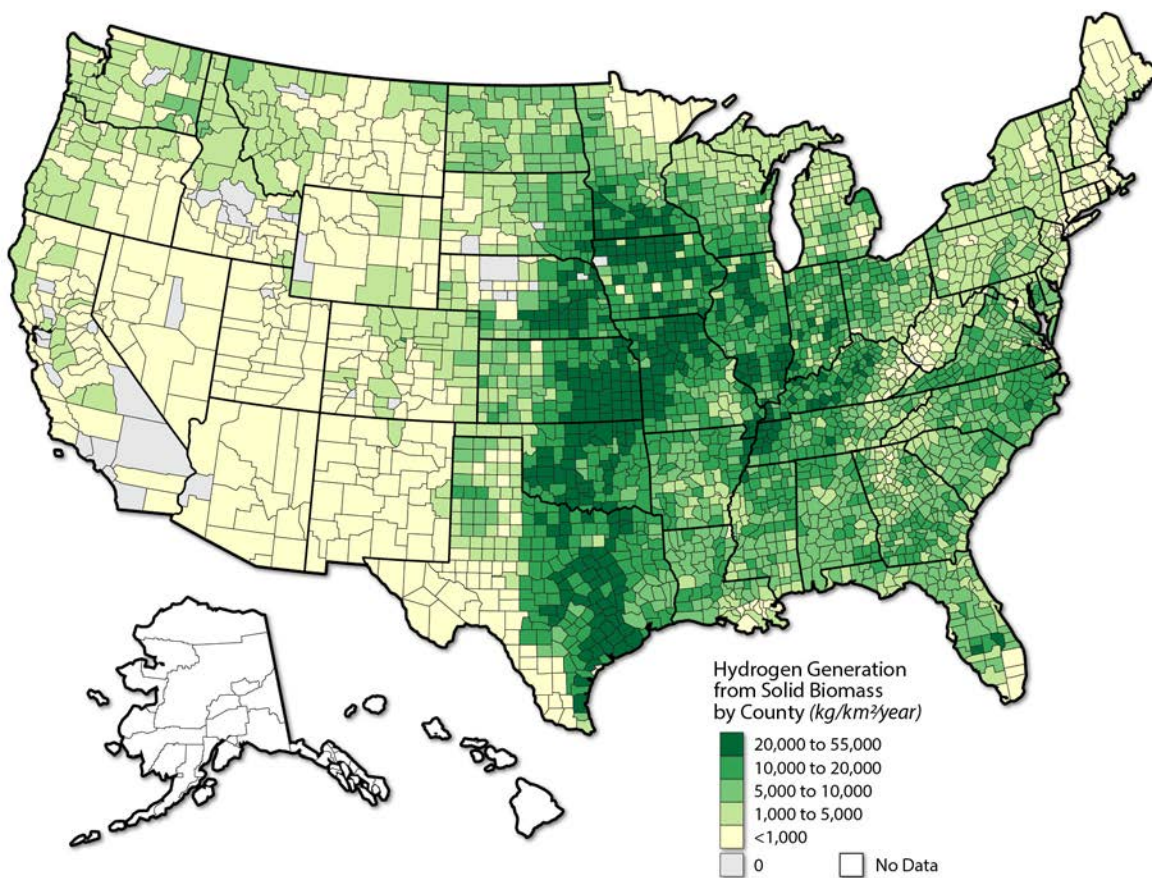 Hydrogen Generation
from Solid Biomass
by County (kg/km²/year)
20,000 to 55,000
10,000 to 20,000
5,000 to 10,000
1,000 to 5,000
<1,000
0 No Data